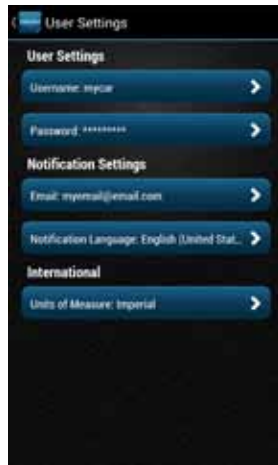 User Settings
User Settings
Username: mycar
Password: *********
Notification Settings
Email: myemail@email.com
Notification Language: English (United Stat...
International
Units of Measure: Imperial